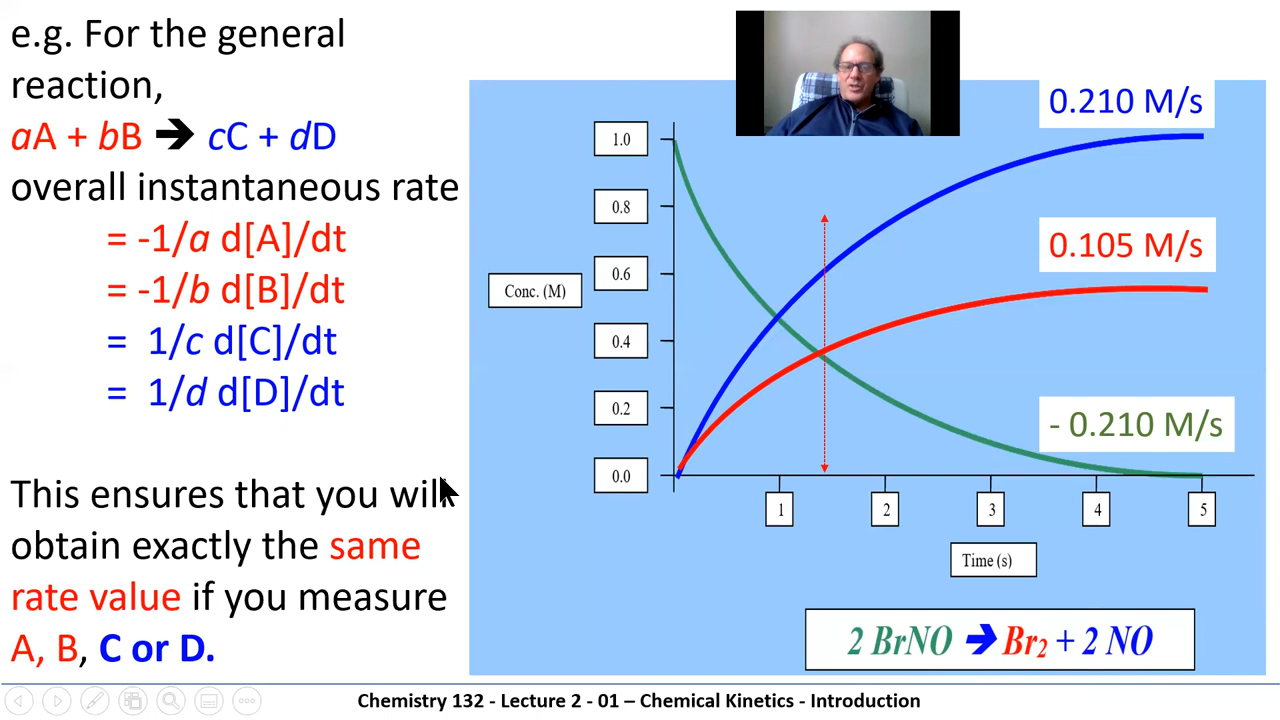 e.g. For the general
reaction,
aA + bB ➔ cC + dD
overall instantaneous rate
= -1/a d[A]/dt
= -1/b d[B]/dt
= 1/c d[C]/dt
= 1/d d[D]/dt
This ensures that you will
obtain exactly the same
rate value if you measure
A, B, C or D.
0.210 M/s
1.0
0.8
0.105 M/s
0.6
Conc. (M)
0.4
0.2
- 0.210 M/s
0.0
1
2
3
4
5
Time (s)
2 BrNO ➔ Br₂ + 2 NO
Chemistry 132 - Lecture 2 - 01 – Chemical Kinetics - Introduction